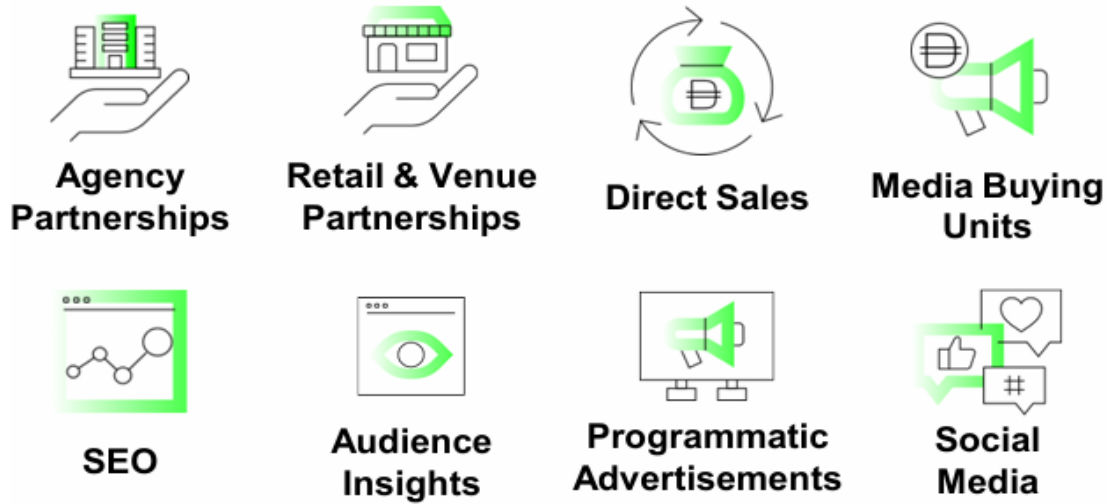 Agency
Partnerships
Retail & Venue
Partnerships
Direct Sales
Media Buying
Units
SEO
Audience
Insights
Programmatic
Advertisements
#
Social
Media